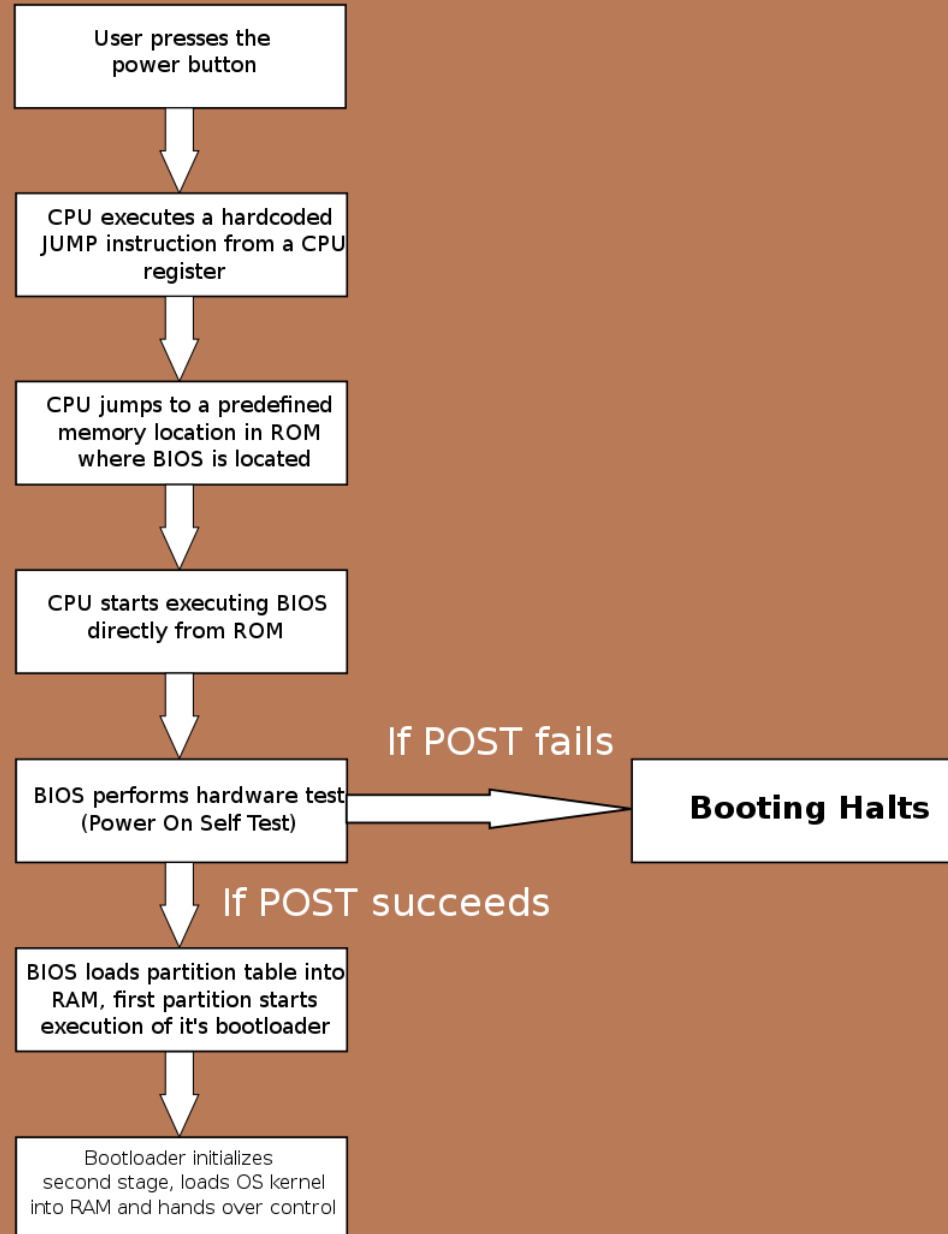 User presses the
power button
CPU executes a hardcoded
JUMP instruction from a CPU
register
CPU jumps to a predefined
memory location in ROM
where BIOS is located
CPU starts executing BIOS
directly from ROM
If POST fails
BIOS performs hardware test
(Power On Self Test)
Booting Halts
If POST succeeds
BIOS loads partition table into
RAM, first partition starts
execution of it's bootloader
Bootloader initializes
second stage, loads OS kernel
into RAM and hands over control